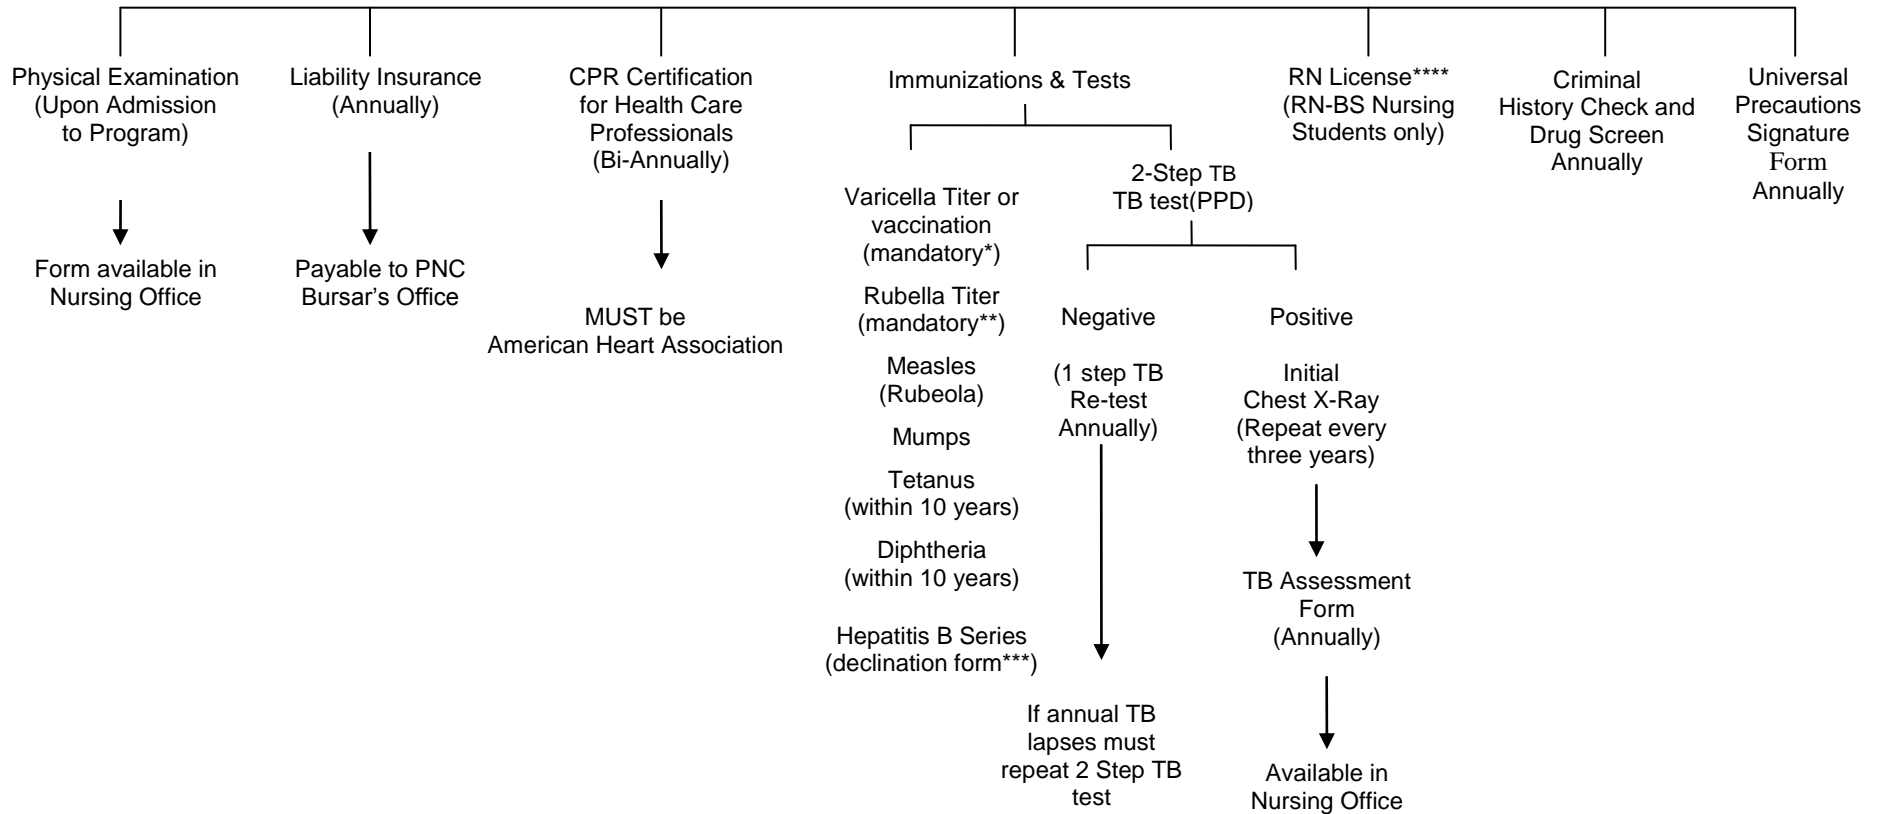 Physical Examination
(Upon Admission
to Program)
Form available in
Nursing Office
Liability Insurance
(Annually)
Payable to PNC
Bursar's Office
CPR Certification
for Health Care
Professionals
(Bi-Annually)
MUST be
American Heart Association
Immunizations & Tests
Varicella Titer or
vaccination
(mandatory*)
Rubella Titer
(mandatory**)
Measles
(Rubeola)
Mumps
Tetanus
(within 10 years)
Diphtheria
(within 10 years)
Hepatitis B Series
(declination form***)
2-Step TB
TB test(PPD)
Negative
(1 step TB
Re-test
Annually)
If annual TB
lapses must
repeat 2 Step TB
test
Positive
Initial
Chest X-Ray
(Repeat every
three years)
TB Assessment
Form
(Annually)
Available in
Nursing Office
RN License****
(RN-BS Nursing
Students only)
Criminal
History Check and
Drug Screen
Annually
Universal
Precautions
Signature
Form
Annually